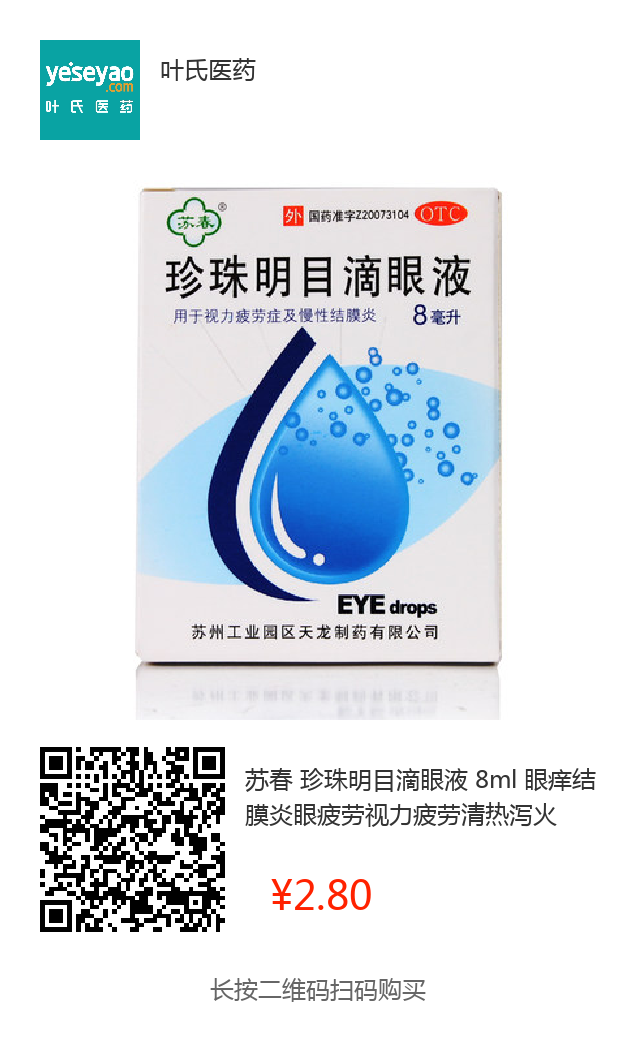 yeseyao
.com
叶氏医药
叶氏医药
苏春®
外 国药准字Z20073104 OTC
珍珠明目滴眼液
用于视力疲劳症及慢性结膜炎 8毫升
EYE drops
苏州工业园区天龙制药有限公司
苏春 珍珠明目滴眼液 8ml 眼痒结
膜炎眼疲劳视力疲劳清热泻火
¥2.80
长按二维码扫码购买